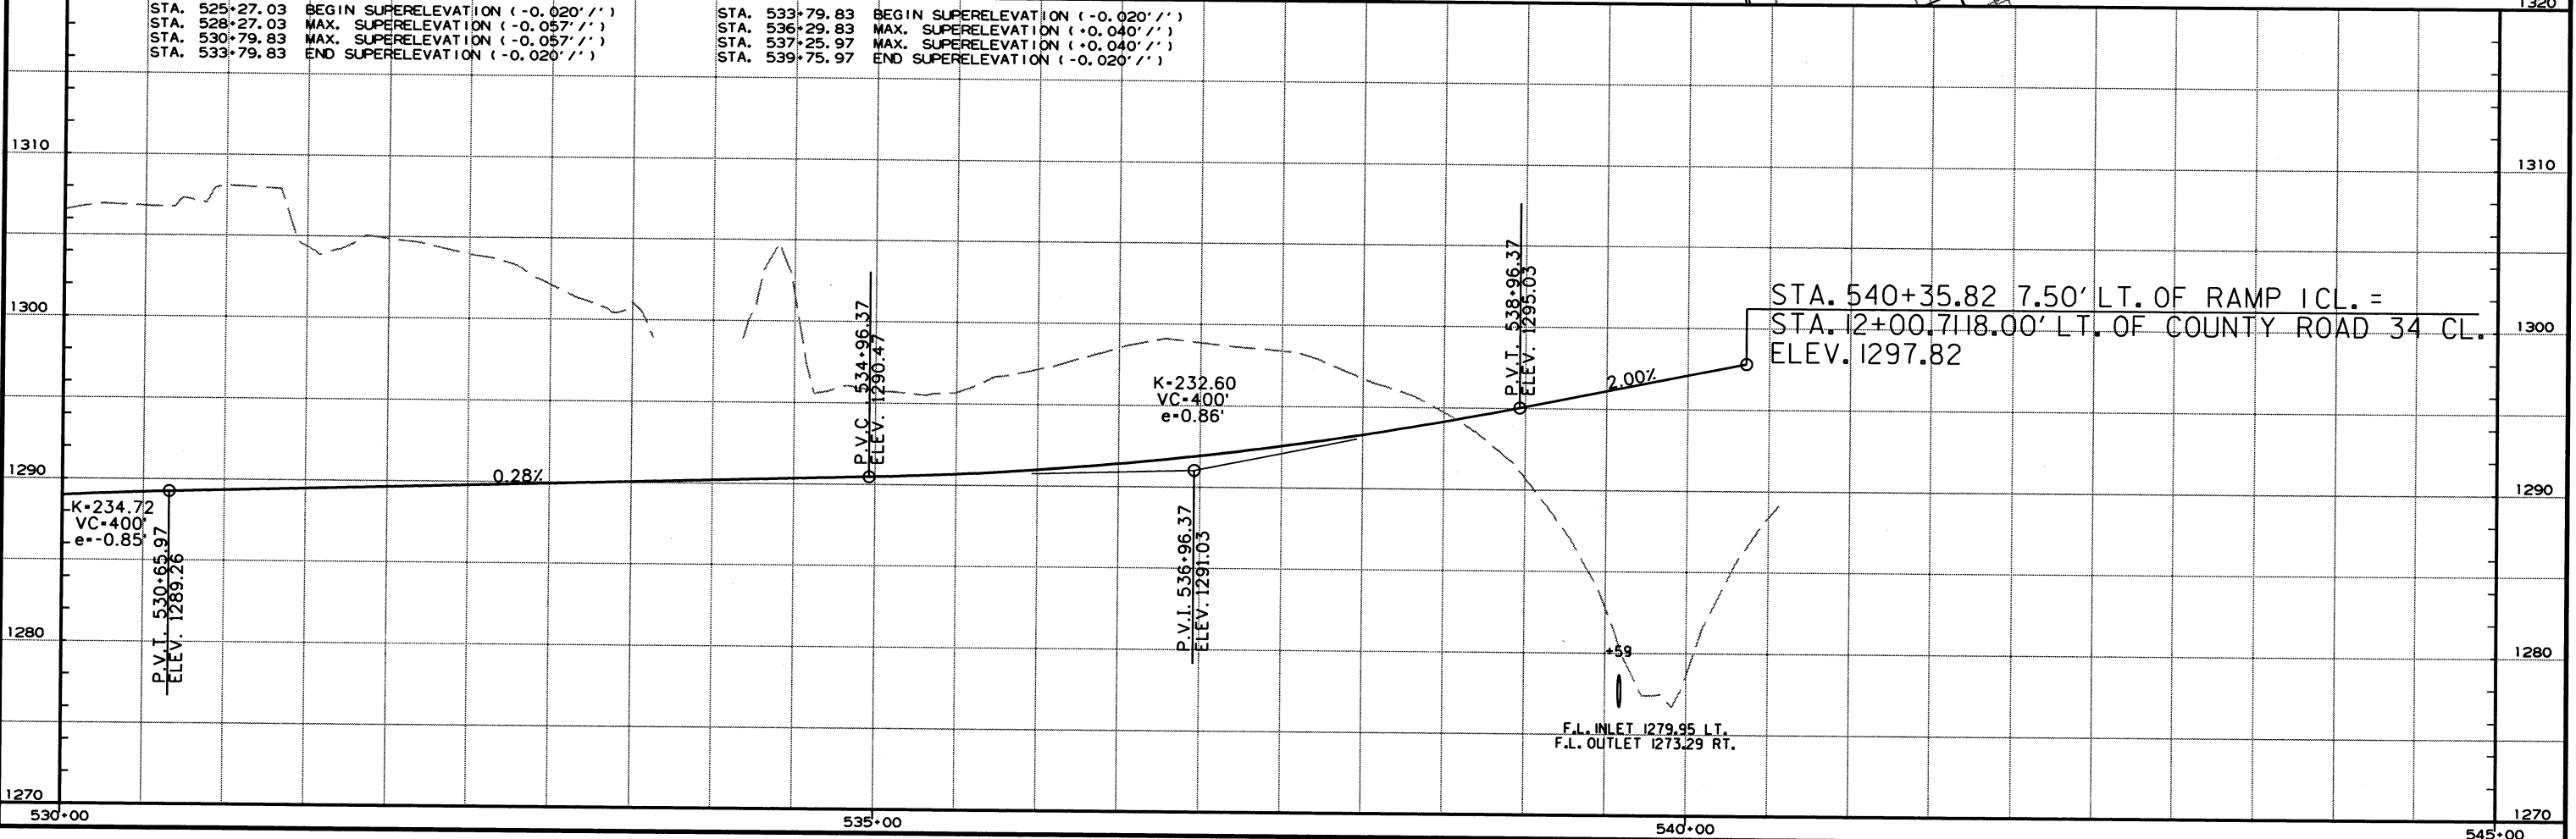 STA. 525+27.03 BEGIN SUPERELEVATION (-0.020'/')
STA. 528+27.03 MAX. SUPERELEVATION (-0.057'/')
STA. 530+79.83 MAX. SUPERELEVATION (-0.057'/')
STA. 533+79.83 END SUPERELEVATION (-0.020'/')
STA. 533+79.83 BEGIN SUPERELEVATION (-0.020'/')
STA. 536+29.83 MAX. SUPERELEVATION (+0.040'/')
STA. 537+25.97 MAX. SUPERELEVATION (+0.040'/')
STA. 539+75.97 END SUPERELEVATION (-0.020'/')
1320
1310
1310
1300
1300
1290
1290
1280
1280
1270
1270
STA. 540+35.82 7.50' LT. OF RAMP 1CL. =
STA. 12+00.7118.00' LT. OF COUNTY ROAD 34 CL.
ELEV. 1297.82
P.V.C. 534+96.37
ELEV. 1290.47
P.V.T. 538+96.37
ELEV. 1295.03
K=232.60
VC=400'
e=0.86'
2.00%
0.28%
K=234.72
VC=400'
e=-0.85'
P.V.T. 530+65.97
ELEV. 1289.26
P.V.I. 536+96.37
ELEV. 1291.03
+59
F.L. INLET 1279.95 LT.
F.L. OUTLET 1273.29 RT.
530+00
535+00
540+00
545+00